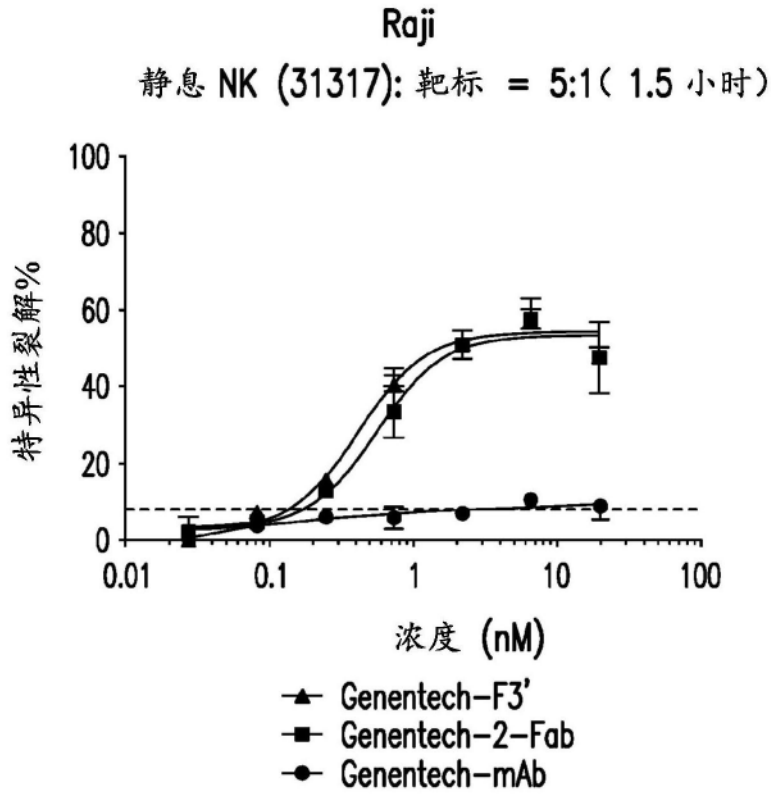 Raji
静息 NK (31317): 靶标 = 5:1( 1.5 小时)
100
80
60
40
20
0
特异性裂解%
0.01 0.1 1 10 100
浓度 (nM)
Genentech-F3'
Genentech-2-Fab
Genentech-mAb